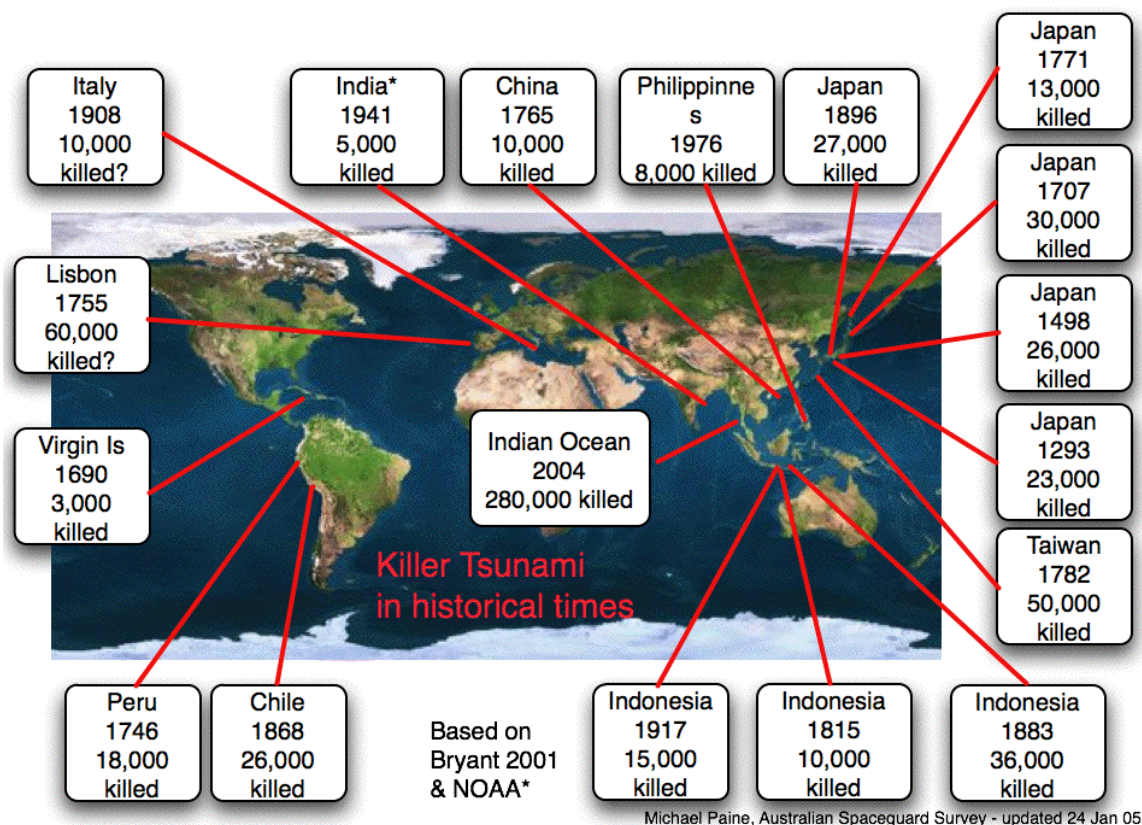 Italy
1908
10,000
killed?
India*
1941
5,000
killed
China
1765
10,000
killed
Philippinne
s
1976
8,000 killed
Japan
1896
27,000
killed
Japan
1771
13,000
killed
Japan
1707
30,000
killed
Lisbon
1755
60,000
killed?
Japan
1498
26,000
killed
Virgin Is
1690
3,000
killed
Indian Ocean
2004
280,000 killed
Japan
1293
23,000
killed
Taiwan
1782
50,000
killed
Killer Tsunami
in historical times
Peru
1746
18,000
killed
Chile
1868
26,000
killed
Based on
Bryant 2001
& NOAA*
Indonesia
1917
15,000
killed
Indonesia
1815
10,000
killed
Indonesia
1883
36,000
killed
Michael Paine, Australian Spaceguard Survey - updated 24 Jan 05